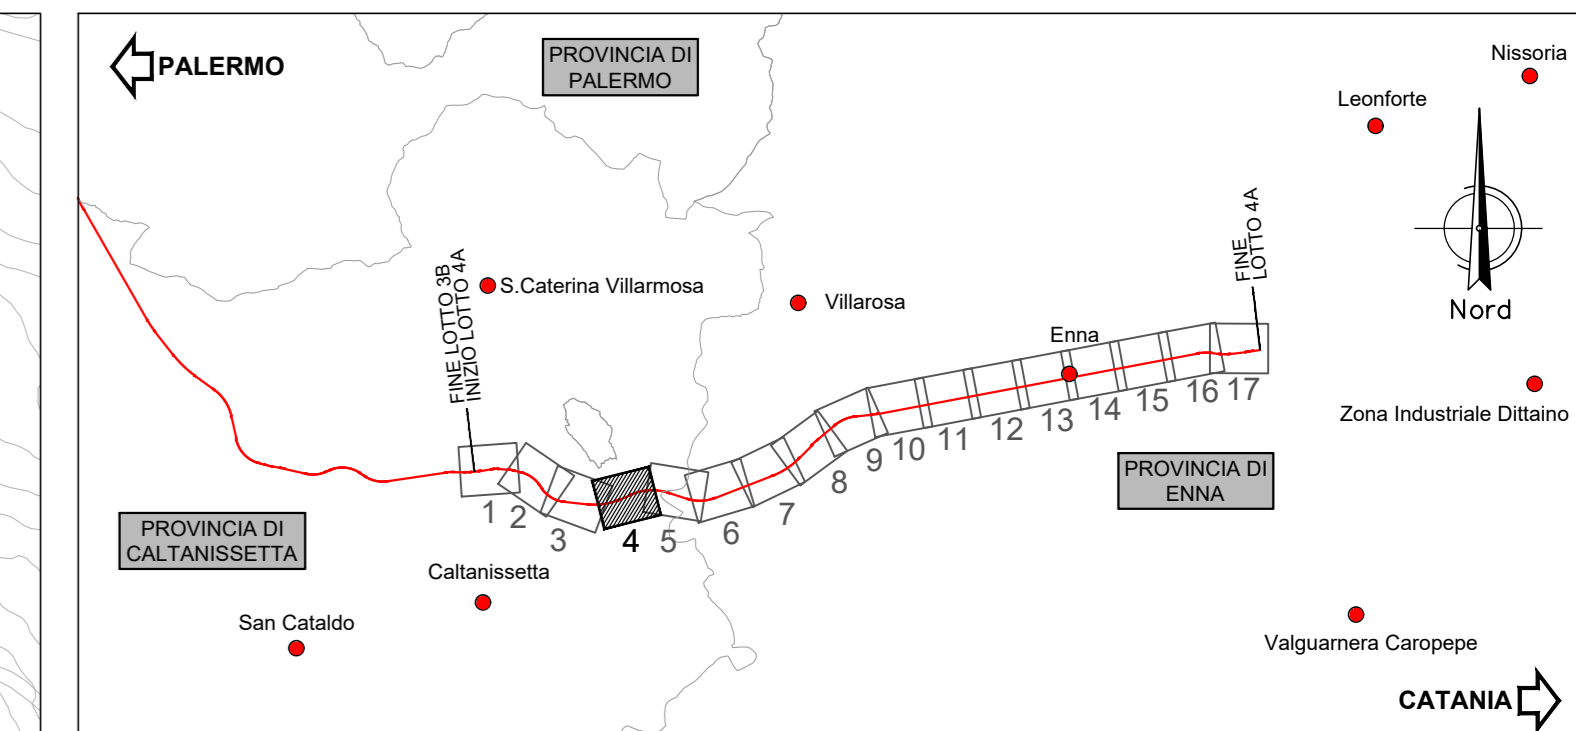 PALERMO
PROVINCIA DI
PALERMO
Nissoria
Leonforte
Nord
FINE
LOTTO 4A
FINE LOTTO 3B
INIZIO LOTTO 4A
S.Caterina Villarmosa
Villarosa
Enna
Zona Industriale Dittaino
1
2
3
4
5
6
7
8
9
10
11
12
13
14
15
16
17
PROVINCIA DI
ENNA
PROVINCIA DI
CALTANISSETTA
Caltanissetta
San Cataldo
Valguarnera Caropepe
CATANIA